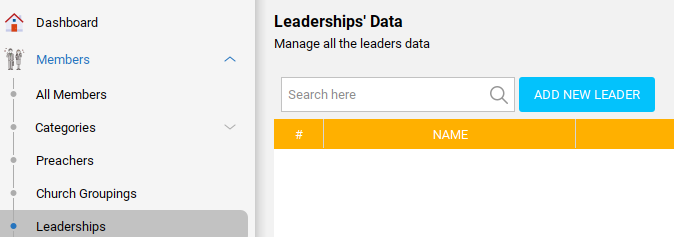 Dashboard
Members
All Members
Categories
Preachers
Church Groupings
Leaderships
Leaderships' Data
Manage all the leaders data
Search here
ADD NEW LEADER
# NAME